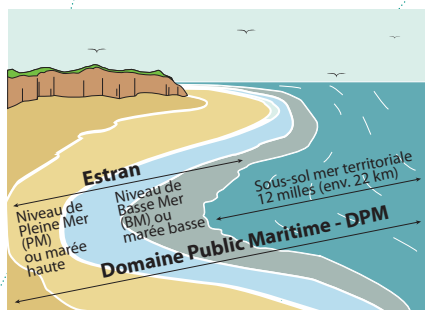 Estran
Niveau de
Pleine Mer
(PM)
ou marée
haute
Niveau de
Basse Mer
(BM) ou
marée basse
Sous-sol mer territoriale
12 milles (env. 22 km)
Domaine Public Maritime - DPM